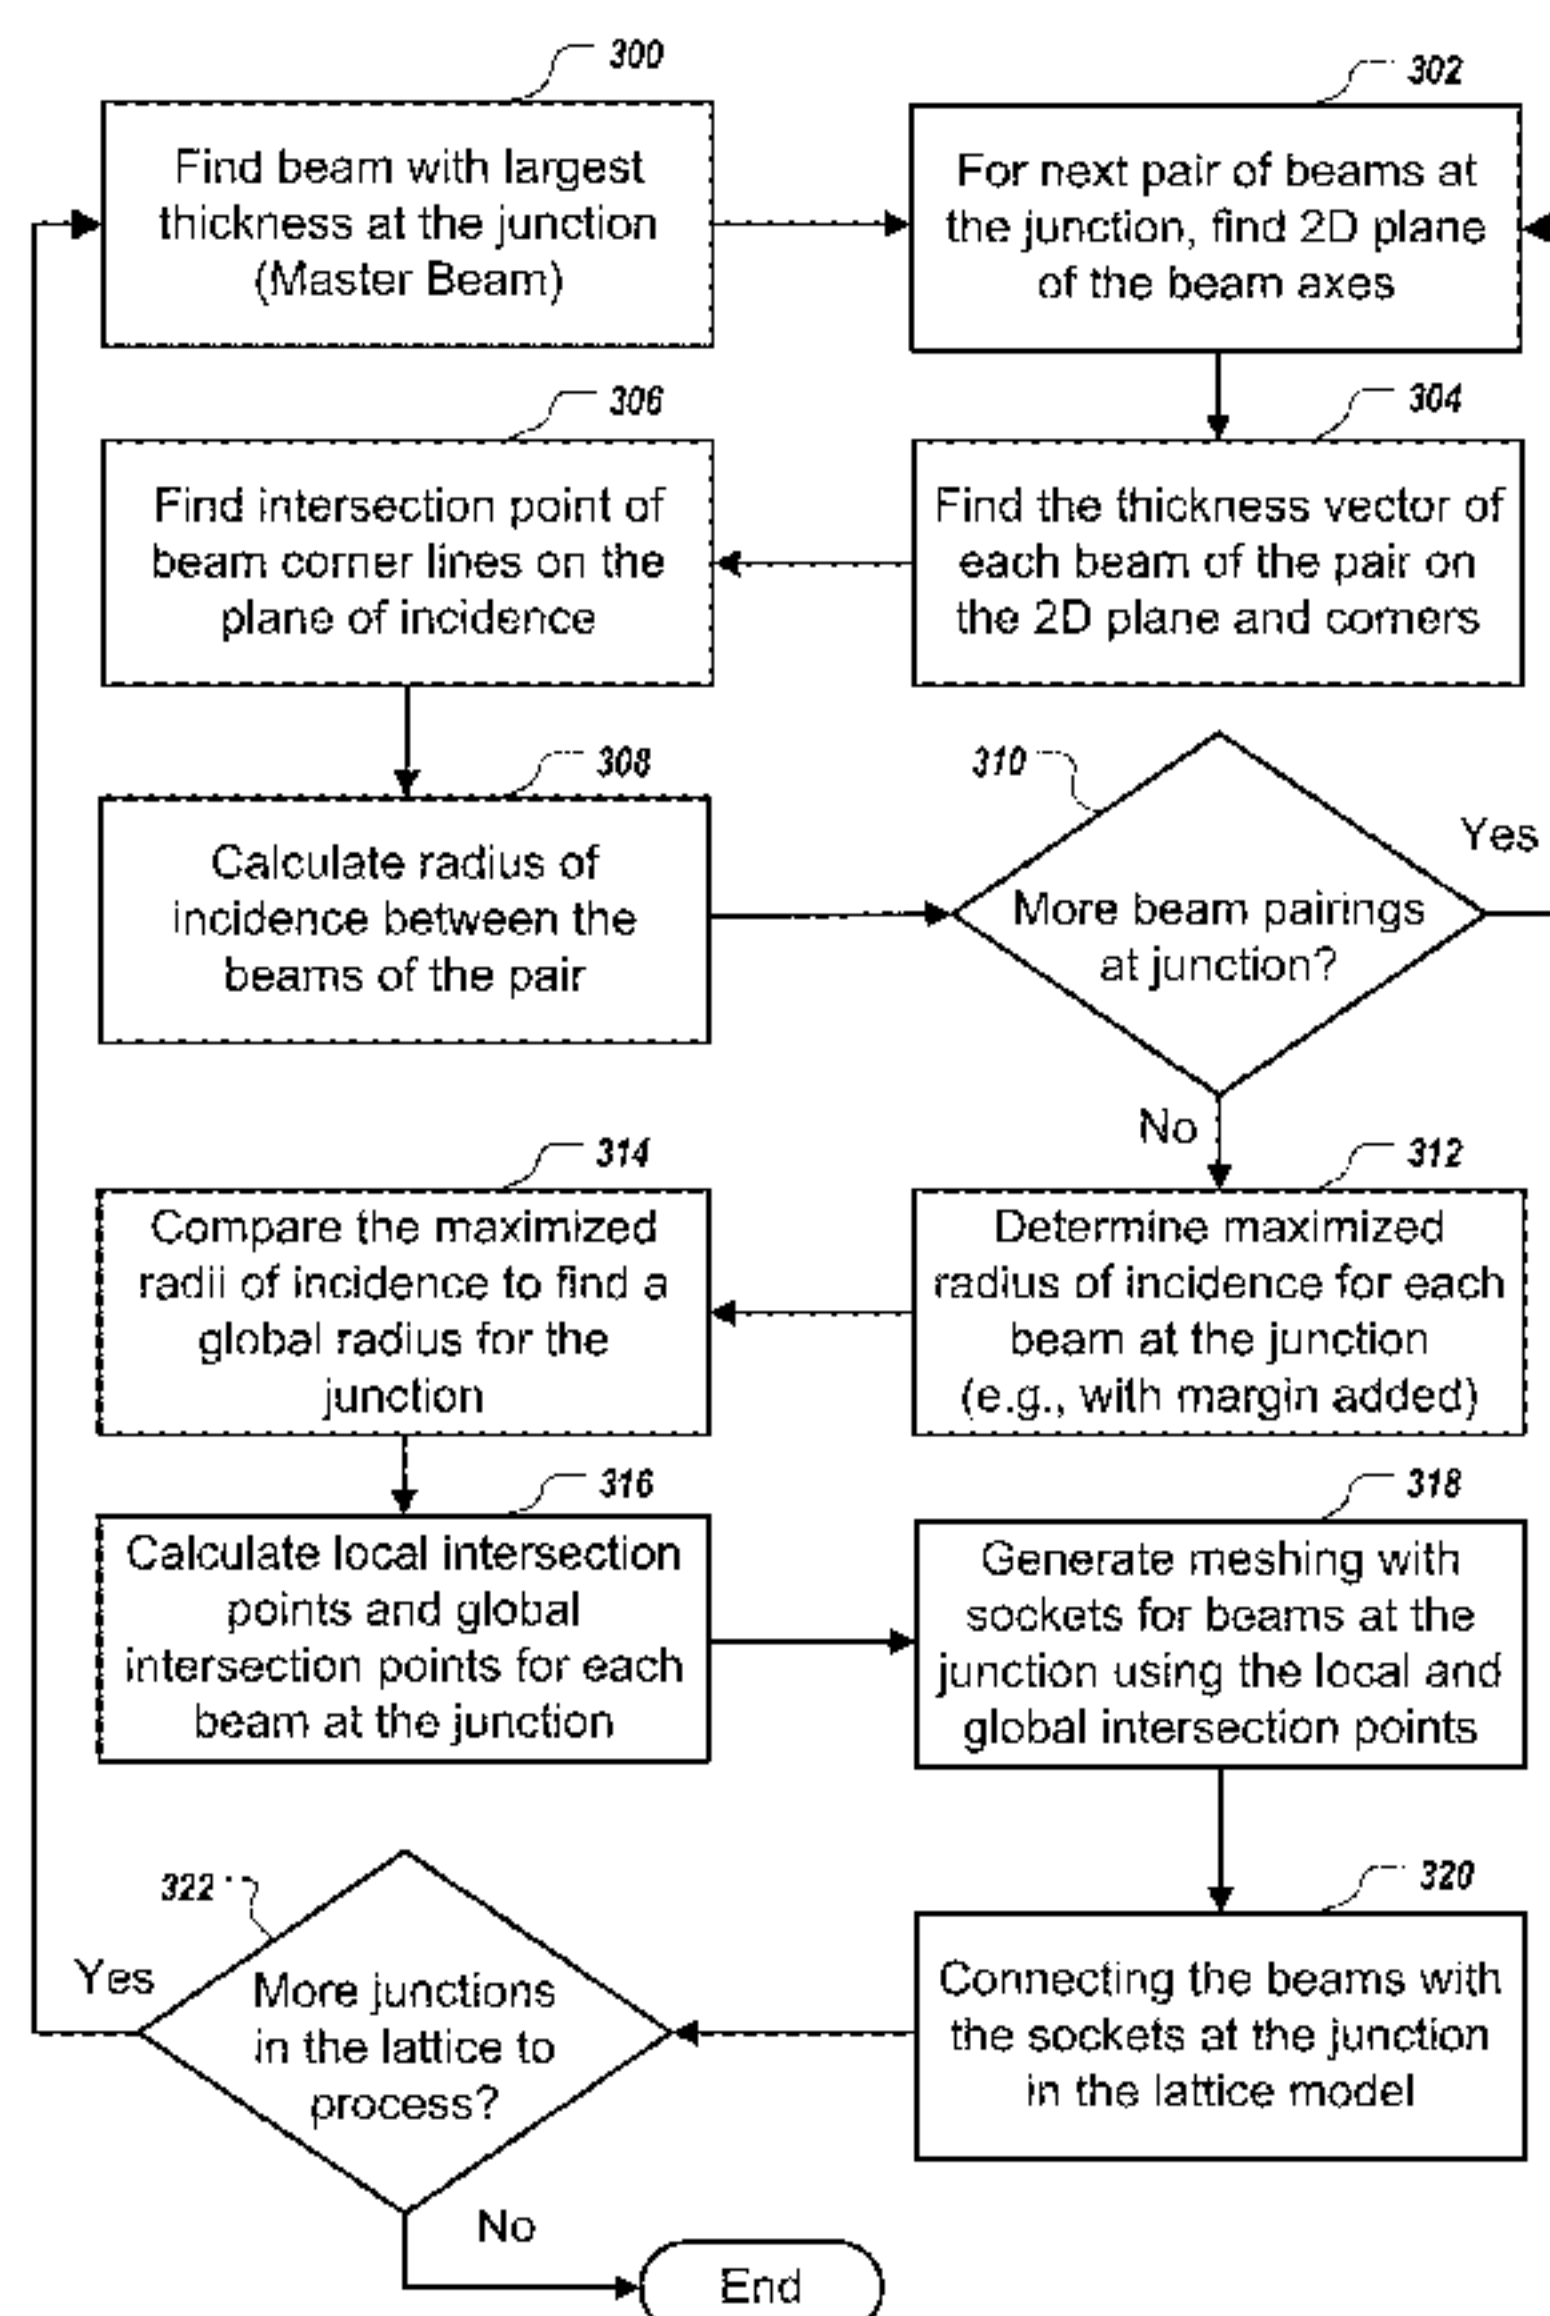 300
Find beam with largest
thickness at the junction
(Master Beam)
302
For next pair of beams at
the junction, find 2D plane
of the beam axes
304
Find the thickness vector of
each beam of the pair on
the 2D plane and corners
306
Find intersection point of
beam corner lines on the
plane of incidence
308
Calculate radius of
incidence between the
beams of the pair
310
More beam pairings
at junction?
Yes
No
312
Determine maximized
radius of incidence for each
beam at the junction
(e.g., with margin added)
314
Compare the maximized
radii of incidence to find a
global radius for the
junction
316
Calculate local intersection
points and global
intersection points for each
beam at the junction
318
Generate meshing with
sockets for beams at the
junction using the local and
global intersection points
320
Connecting the beams with
the sockets at the junction
in the lattice model
322
More junctions
in the lattice to
process?
Yes
No
End